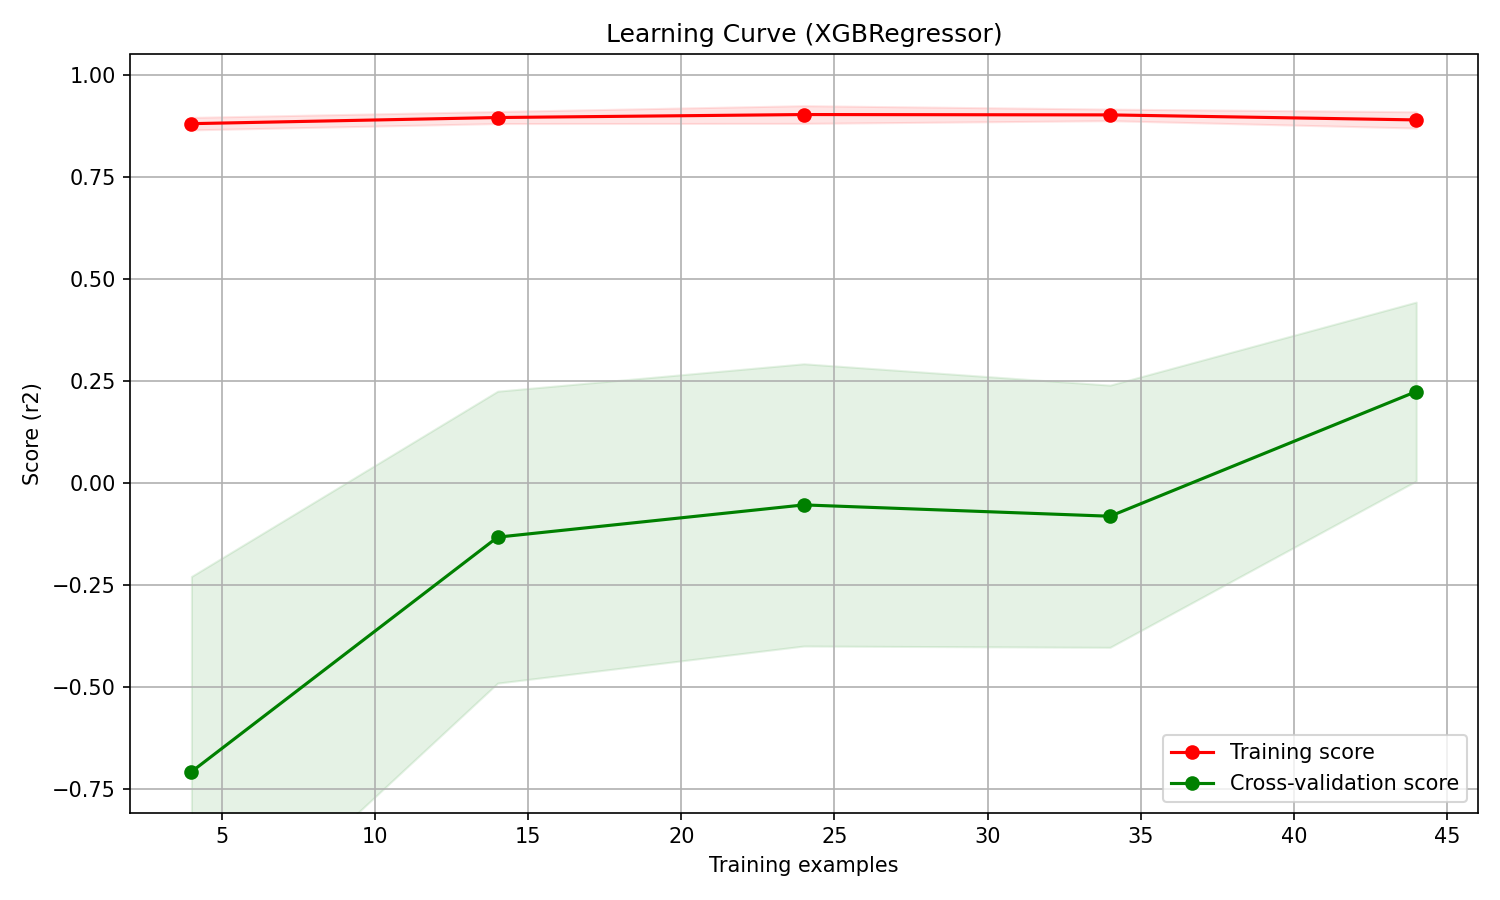 Learning Curve (XGBRegressor)
1.00
0.75
0.50
0.25
0.00
−0.25
−0.50
−0.75
Score (r2)
Training score
Cross-validation score
5 10 15 20 25 30 35 40 45
Training examples